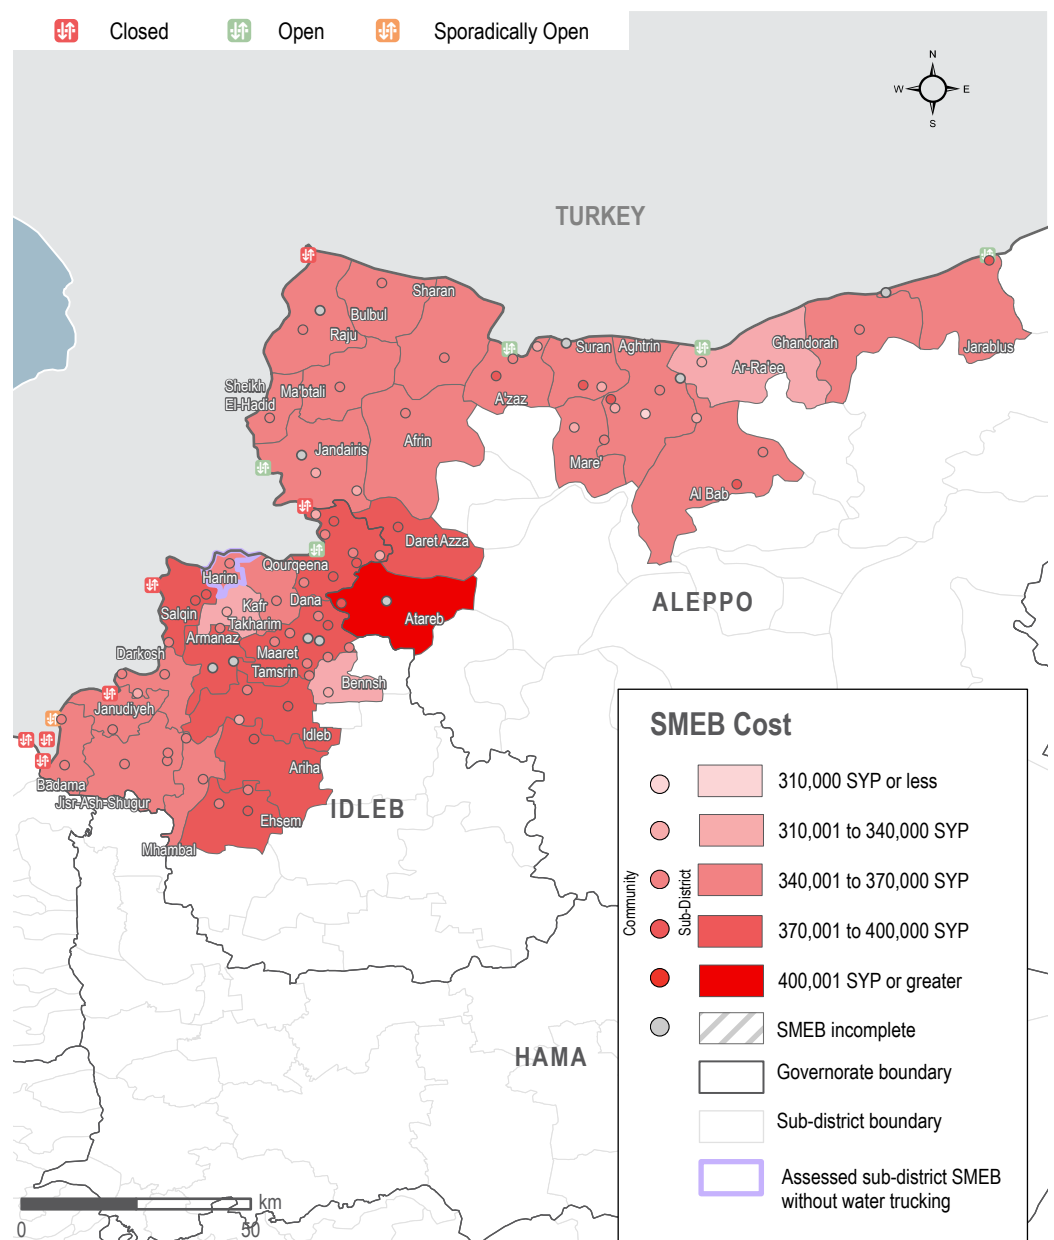 Closed Open Sporadically Open
N
W E
S
TURKEY
Sharan
Bulbul
Raju
Suran Aghtrin
Ghandorah
Jarablus
Ar-Ra'ee
Sheikh
El-Hadid
Ma'btali
A'zaz
Afrin
Jandairis
Mare'
Al Bab
Daret Azza
Qourqeena
Harim
Dana
Kafr
Takharim
Salqin
Atareb
ALEPPO
Armanaz
Maaret
Tamsrin
Darkosh
Bennsh
Janudiyeh
Idleb
Ariha
Badama
Jisr-Ash-Shugur
IDLEB
Ehsem
Mhambal
HAMA
SMEB Cost
Community
Sub-District
310,000 SYP or less
310,001 to 340,000 SYP
340,001 to 370,000 SYP
370,001 to 400,000 SYP
400,001 SYP or greater
SMEB incomplete
Governorate boundary
Sub-district boundary
Assessed sub-district SMEB
without water trucking
km
0 50